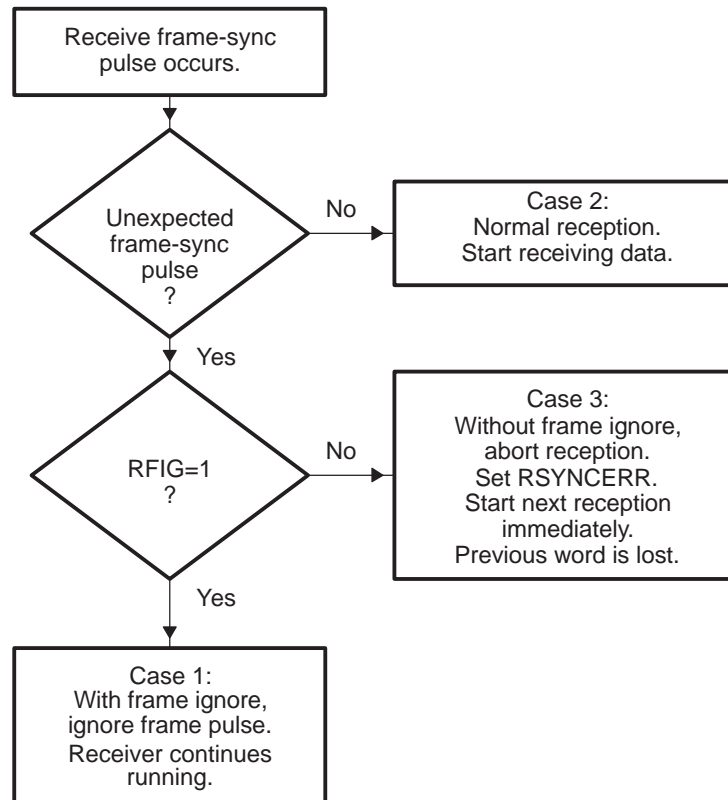 Receive frame-sync
pulse occurs.
Unexpected
frame-sync
pulse
?
No
Case 2:
Normal reception.
Start receiving data.
Yes
RFIG=1
?
No
Case 3:
Without frame ignore,
abort reception.
Set RSYNCERR.
Start next reception
immediately.
Previous word is lost.
Yes
Case 1:
With frame ignore,
ignore frame pulse.
Receiver continues
running.